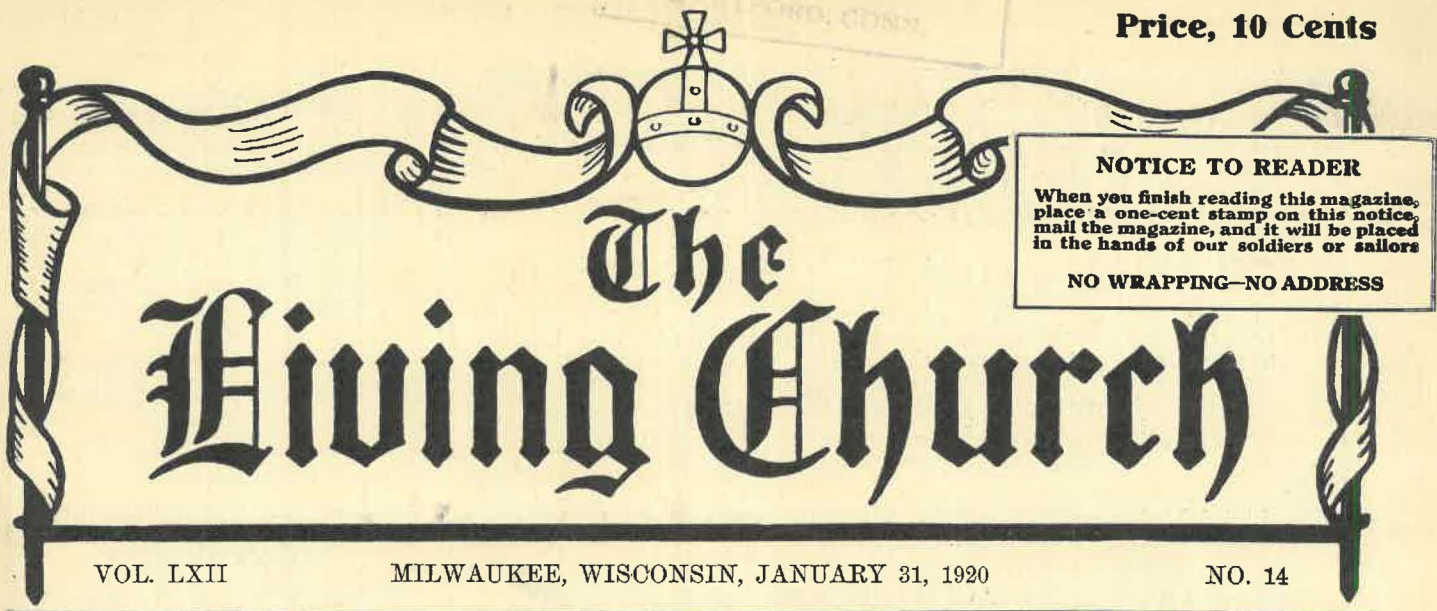 CONN.
Price, 10 Cents
NOTICE TO READER
When you finish reading this magazine,
place a one-cent stamp on this notice,
mail the magazine, and it will be placed
in the hands of our soldiers or sailors
NO WRAPPING—NO ADDRESS
The
Living Church
VOL. LXII MILWAUKEE, WISCONSIN, JANUARY 31, 1920 NO. 14